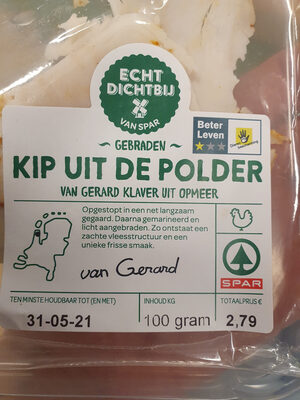 ECHT
DICHTBIJ
VAN SPAR
GEBRADEN
Beter
Leven
KIP UIT DE POLDER
VAN GERARD KLAVER UIT OPMEER
Opgestopt in een net langzaam
gegaard. Daarna gemarineerd en
licht aangebraden. Zo ontstaat een
zachte vleesstructuur en een
unieke frisse smaak.
van Gerard
SPAR
TEN MINSTE HOUDBAAR TOT (EN MET) INHOUD KG TOTAALPRIJS €
31-05-21 100 gram 2,79